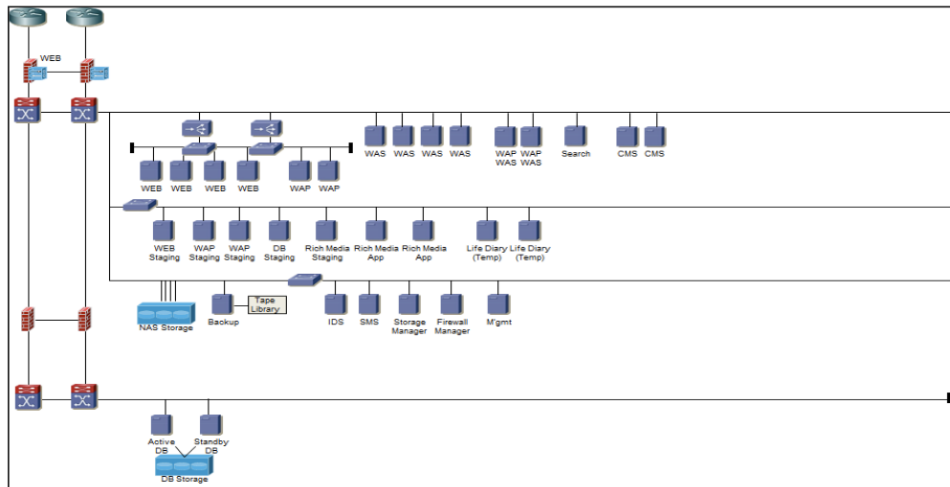 WEB
WAS WAS WAS WAS
WAP WAS
WAP WAS
Search
CMS CMS
WEB WEB WEB WEB WAP WAP
WEB Staging
WAP Staging
WAP Staging
DB Staging
Rich Media Staging
Rich Media App
Rich Media App
Life Diary (Temp)
Life Diary (Temp)
NAS Storage
Backup
Tape Library
IDS
SMS
Storage Manager
Firewall Manager
M'gmt
Active DB
Standby DB
DB Storage